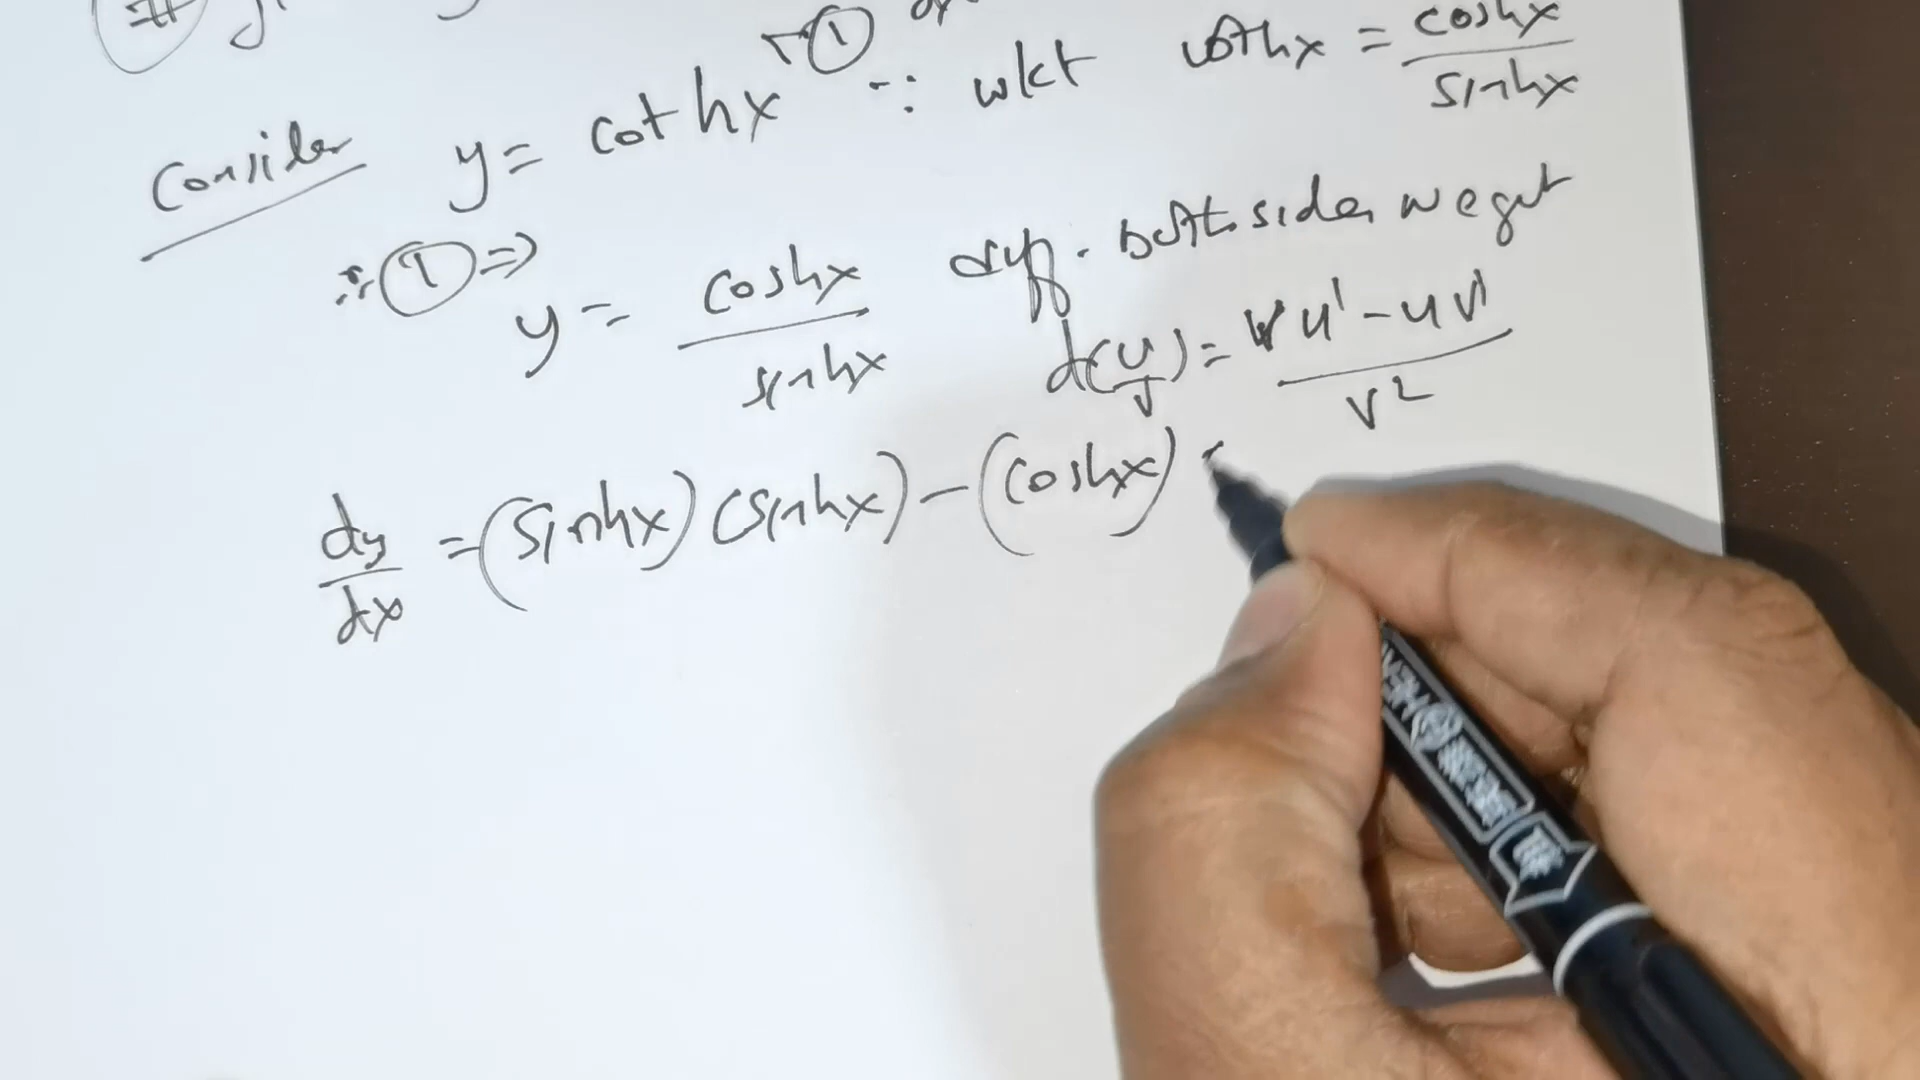 Consider y = cot hx ① ∵ wkt cothx = coshx / sinhx
∴ ① ⇒ y = coshx / sinhx diff. both sides we get
d(u/v) = vu' - uv' / v²
dy/dx = (sinhx) (sinhx) - (coshx)